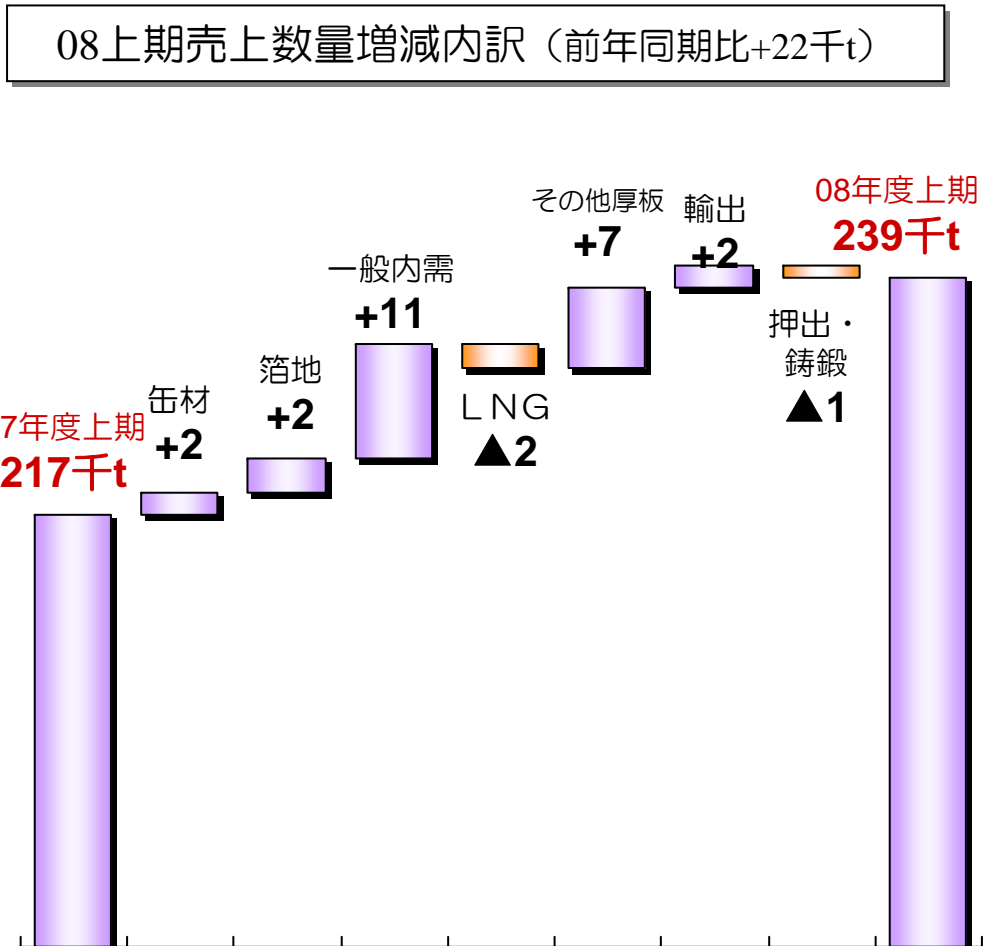 08上期売上数量増減内訳（前年同期比+22千t）
7年度上期
217千t
缶材
+2
箔地
+2
一般内需
+11
ＬＮＧ
▲2
その他厚板
+7
輸出
+2
押出・
鋳鍛
▲1
08年度上期
239千t